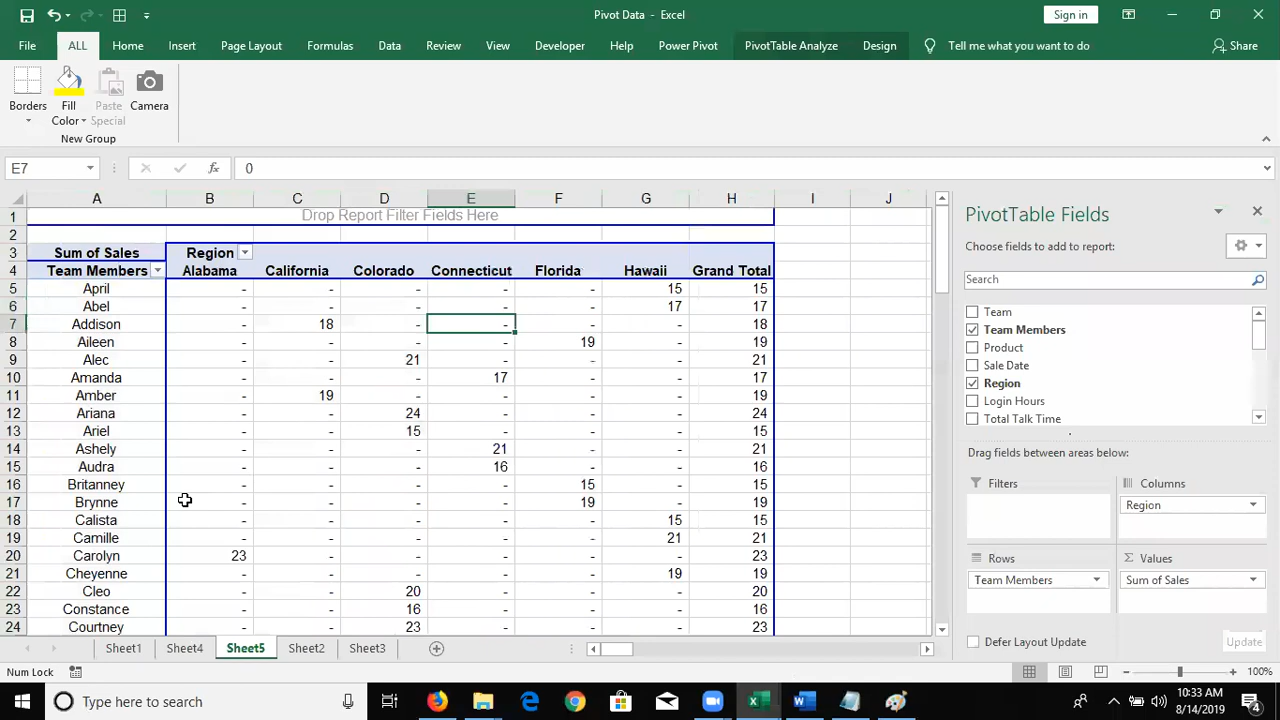 Pivot Data - Excel
Sign in
File ALL Home Insert Page Layout Formulas Data Review View Developer Help Power Pivot PivotTable Analyze Design Tell me what you want to do Share
Borders Fill Color Paste Special Camera
New Group
E7 fx 0
A B C D E F G H I J
1 Drop Report Filter Fields Here
2
3 Sum of Sales Region
4 Team Members Alabama California Colorado Connecticut Florida Hawaii Grand Total
5 April - - - - - 15 15
6 Abel - - - - - 17 17
7 Addison - 18 - - - - 18
8 Aileen - - - - 19 - 19
9 Alec - - 21 - - - 21
10 Amanda - - - 17 - - 17
11 Amber - 19 - - - - 19
12 Ariana - - 24 - - - 24
13 Ariel - - 15 - - - 15
14 Ashely - - - 21 - - 21
15 Audra - - - 16 - - 16
16 Britanney - - - - 15 - 15
17 Brynne - - - - 19 - 19
18 Calista - - - - - 15 15
19 Camille - - - - - 21 21
20 Carolyn 23 - - - - - 23
21 Cheyenne - - - - - 19 19
22 Cleo - - 20 - - - 20
23 Constance - - 16 - - - 16
24 Courtney - - 23 - - - 23
PivotTable Fields
Choose fields to add to report:
Search
Team
Team Members
Product
Sale Date
Region
Login Hours
Total Talk Time
Drag fields between areas below:
Filters
Columns
Region
Rows
Team Members
Σ Values
Sum of Sales
Defer Layout Update Update
Sheet1 Sheet4 Sheet5 Sheet2 Sheet3
Num Lock 100%
Type here to search
10:33 AM
8/14/2019
4